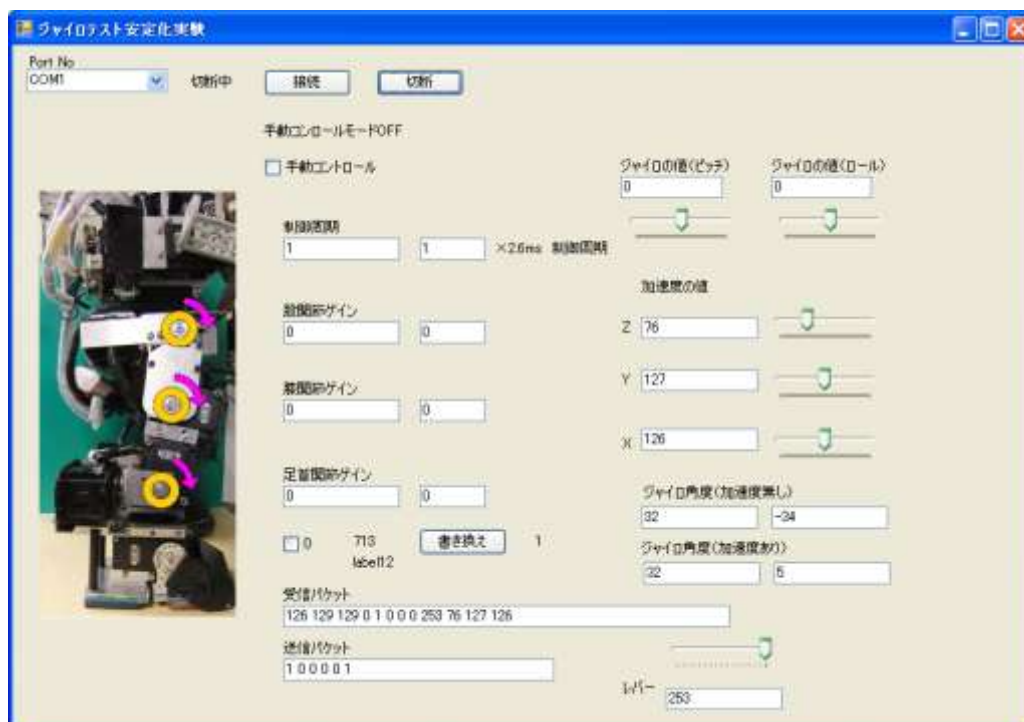 ジャイロテスト安定化実験
Port No
COM1
切断中
接続
切断
手動コンロールモードOFF
手動コントロール
ジャイロの値(ピッチ)
ジャイロの値(ロール)
0
0
制御周期
1
1
×2.6ms 制御周期
加速度の値
股関節ゲイン
0
0
Z
76
膝関節ゲイン
0
0
Y
127
X
126
足首関節ゲイン
0
0
ジャイロ角度(加速度無し)
32
-34
0
713
書き換え
1
label12
ジャイロ角度(加速度あり)
32
5
受信パケット
126 129 129 0 1 0 0 0 253 76 127 126
送信パケット
1 0 0 0 0 1
レバー
253